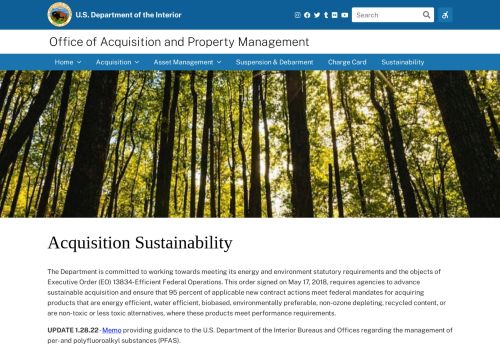 U.S. Department of the Interior
Search
Office of Acquisition and Property Management
Home Acquisition Asset Management Suspension & Debarment Charge Card Sustainability
Acquisition Sustainability
The Department is committed to working towards meeting its energy and environment statutory requirements and the objects of
Executive Order (EO) 13834-Efficient Federal Operations. This order signed on May 17, 2018, requires agencies to advance
sustainable acquisition and ensure that 95 percent of applicable new contract actions meet federal mandates for acquiring
products that are energy efficient, water efficient, biobased, environmentally preferable, non-ozone depleting, recycled content, or
are non-toxic or less toxic alternatives, where these products meet performance requirements.
UPDATE 1.28.22 - Memo providing guidance to the U.S. Department of the Interior Bureaus and Offices regarding the management of
per- and polyfluoroalkyl substances (PFAS).